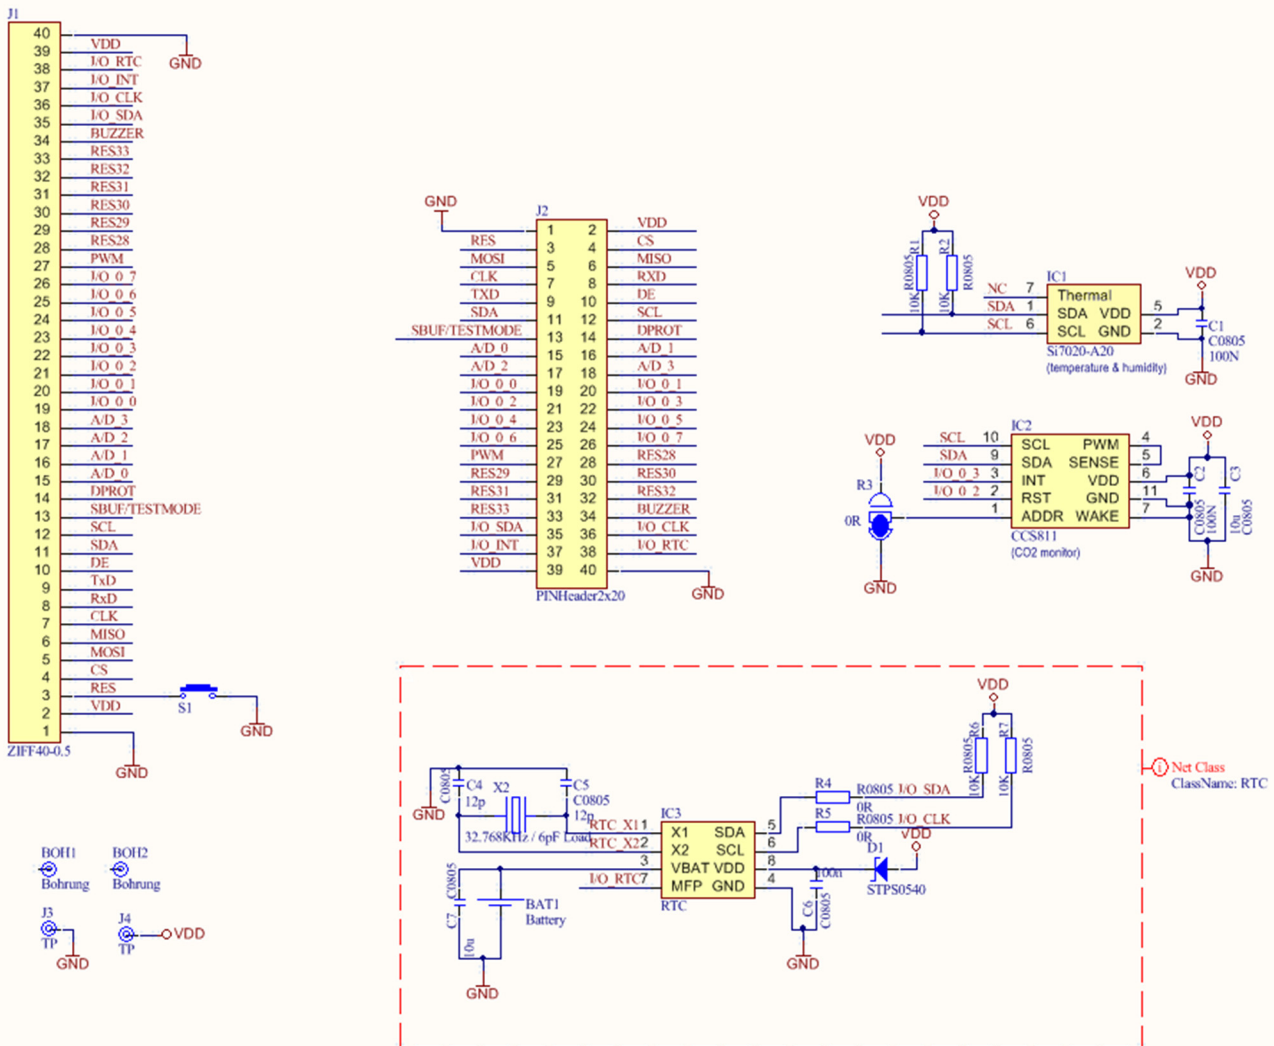 J1
40
VDD
39
I/O_RTC
38
I/O_INT
37
I/O_CLK
36
I/O_SDA
35
BUZZER
34
RES33
33
RES32
32
RES31
31
RES30
30
RES29
29
RES28
28
PWM
27
I/O_0_7
26
I/O_0_6
25
I/O_0_5
24
I/O_0_4
23
I/O_0_3
22
I/O_0_2
21
I/O_0_1
20
I/O_0_0
19
A/D_3
18
A/D_2
17
A/D_1
16
A/D_0
15
DPROT
14
SBUF/TESTMODE
13
SCL
12
SDA
11
DE
10
TxD
9
RxD
8
CLK
7
MISO
6
MOSI
5
CS
4
RES
3
VDD
2
1
ZIFF40-0.5
GND
S1
GND
GND
GND
J2
1 2 VDD
RES 3 4 CS
MOSI 5 6 MISO
CLK 7 8 RXD
TXD 9 10 DE
SDA 11 12 SCL
SBUF/TESTMODE 13 14 DPROT
A/D_0 15 16 A/D_1
A/D_2 17 18 A/D_3
I/O_0_0 19 20 I/O_0_1
I/O_0_2 21 22 I/O_0_3
I/O_0_4 23 24 I/O_0_5
I/O_0_6 25 26 I/O_0_7
PWM 27 28 RES28
RES29 29 30 RES30
RES31 31 32 RES32
RES33 33 34 BUZZER
I/O_SDA 35 36 I/O_CLK
I/O_INT 37 38 I/O_RTC
VDD 39 40
PINHeader2x20
GND
VDD
R1
R0805
10K
R2
R0805
10K
IC1
NC 7 Thermal
SDA 1 SDA VDD 5
SCL 6 SCL GND 2
Si7020-A20
(temperature & humidity)
VDD
C1
C0805
100N
GND
VDD
R3
0R
GND
IC2
SCL 10 SCL PWM 4
SDA 9 SDA SENSE 5
I/O_0_3 3 INT VDD 6
I/O_0_2 2 RST GND 11
1 ADDR WAKE 7
CCS811
(CO2 monitor)
VDD
C2
C0805
100N
C3
10u
C0805
GND
VDD
R6
R0805
10K
R7
R0805
10K
Net Class
ClassName: RTC
C0805
C4
12p
GND
X2
C5
C0805
12p
32.768KHz / 6pF Load
IC3
RTC_X1 1 X1 SDA 5
RTC_X2 2 X2 SCL 6
3 VBAT VDD 8
I/O_RTC 7 MFP GND 4
RTC
R4
R0805 I/O_SDA
0R
R5
R0805 I/O_CLK
0R
VDD
D1
STPS0540
100n
C6
C0805
GND
C0805
C7
10u
BAT1
Battery
GND
BOH1
Bohrung
BOH2
Bohrung
J3
TP
GND
J4
TP
VDD